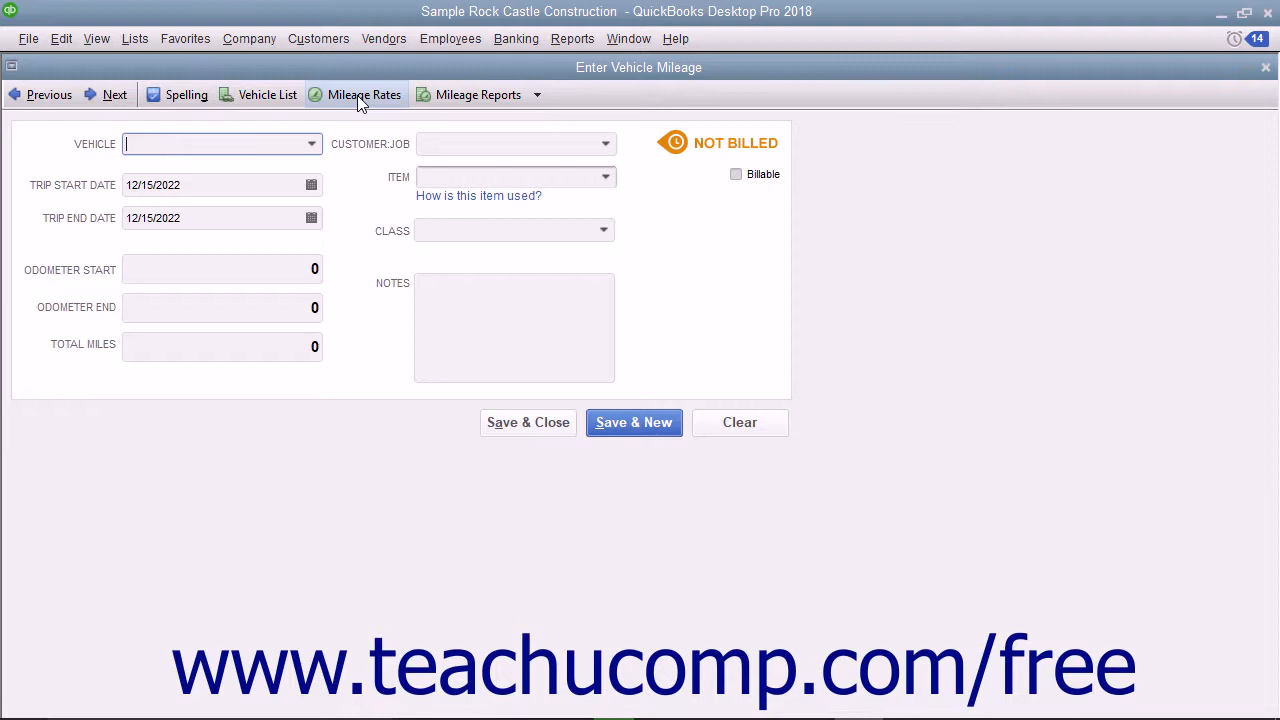 Sample Rock Castle Construction - QuickBooks Desktop Pro 2018
File Edit View Lists Favorites Company Customers Vendors Employees Banking Reports Window Help 14
Enter Vehicle Mileage
Previous Next Spelling Vehicle List Mileage Rates Mileage Reports
VEHICLE CUSTOMER:JOB NOT BILLED
ITEM Billable
TRIP START DATE 12/15/2022
How is this item used?
TRIP END DATE 12/15/2022
CLASS
ODOMETER START 0
NOTES
ODOMETER END 0
TOTAL MILES 0
Save & Close Save & New Clear
www.teachucomp.com/free